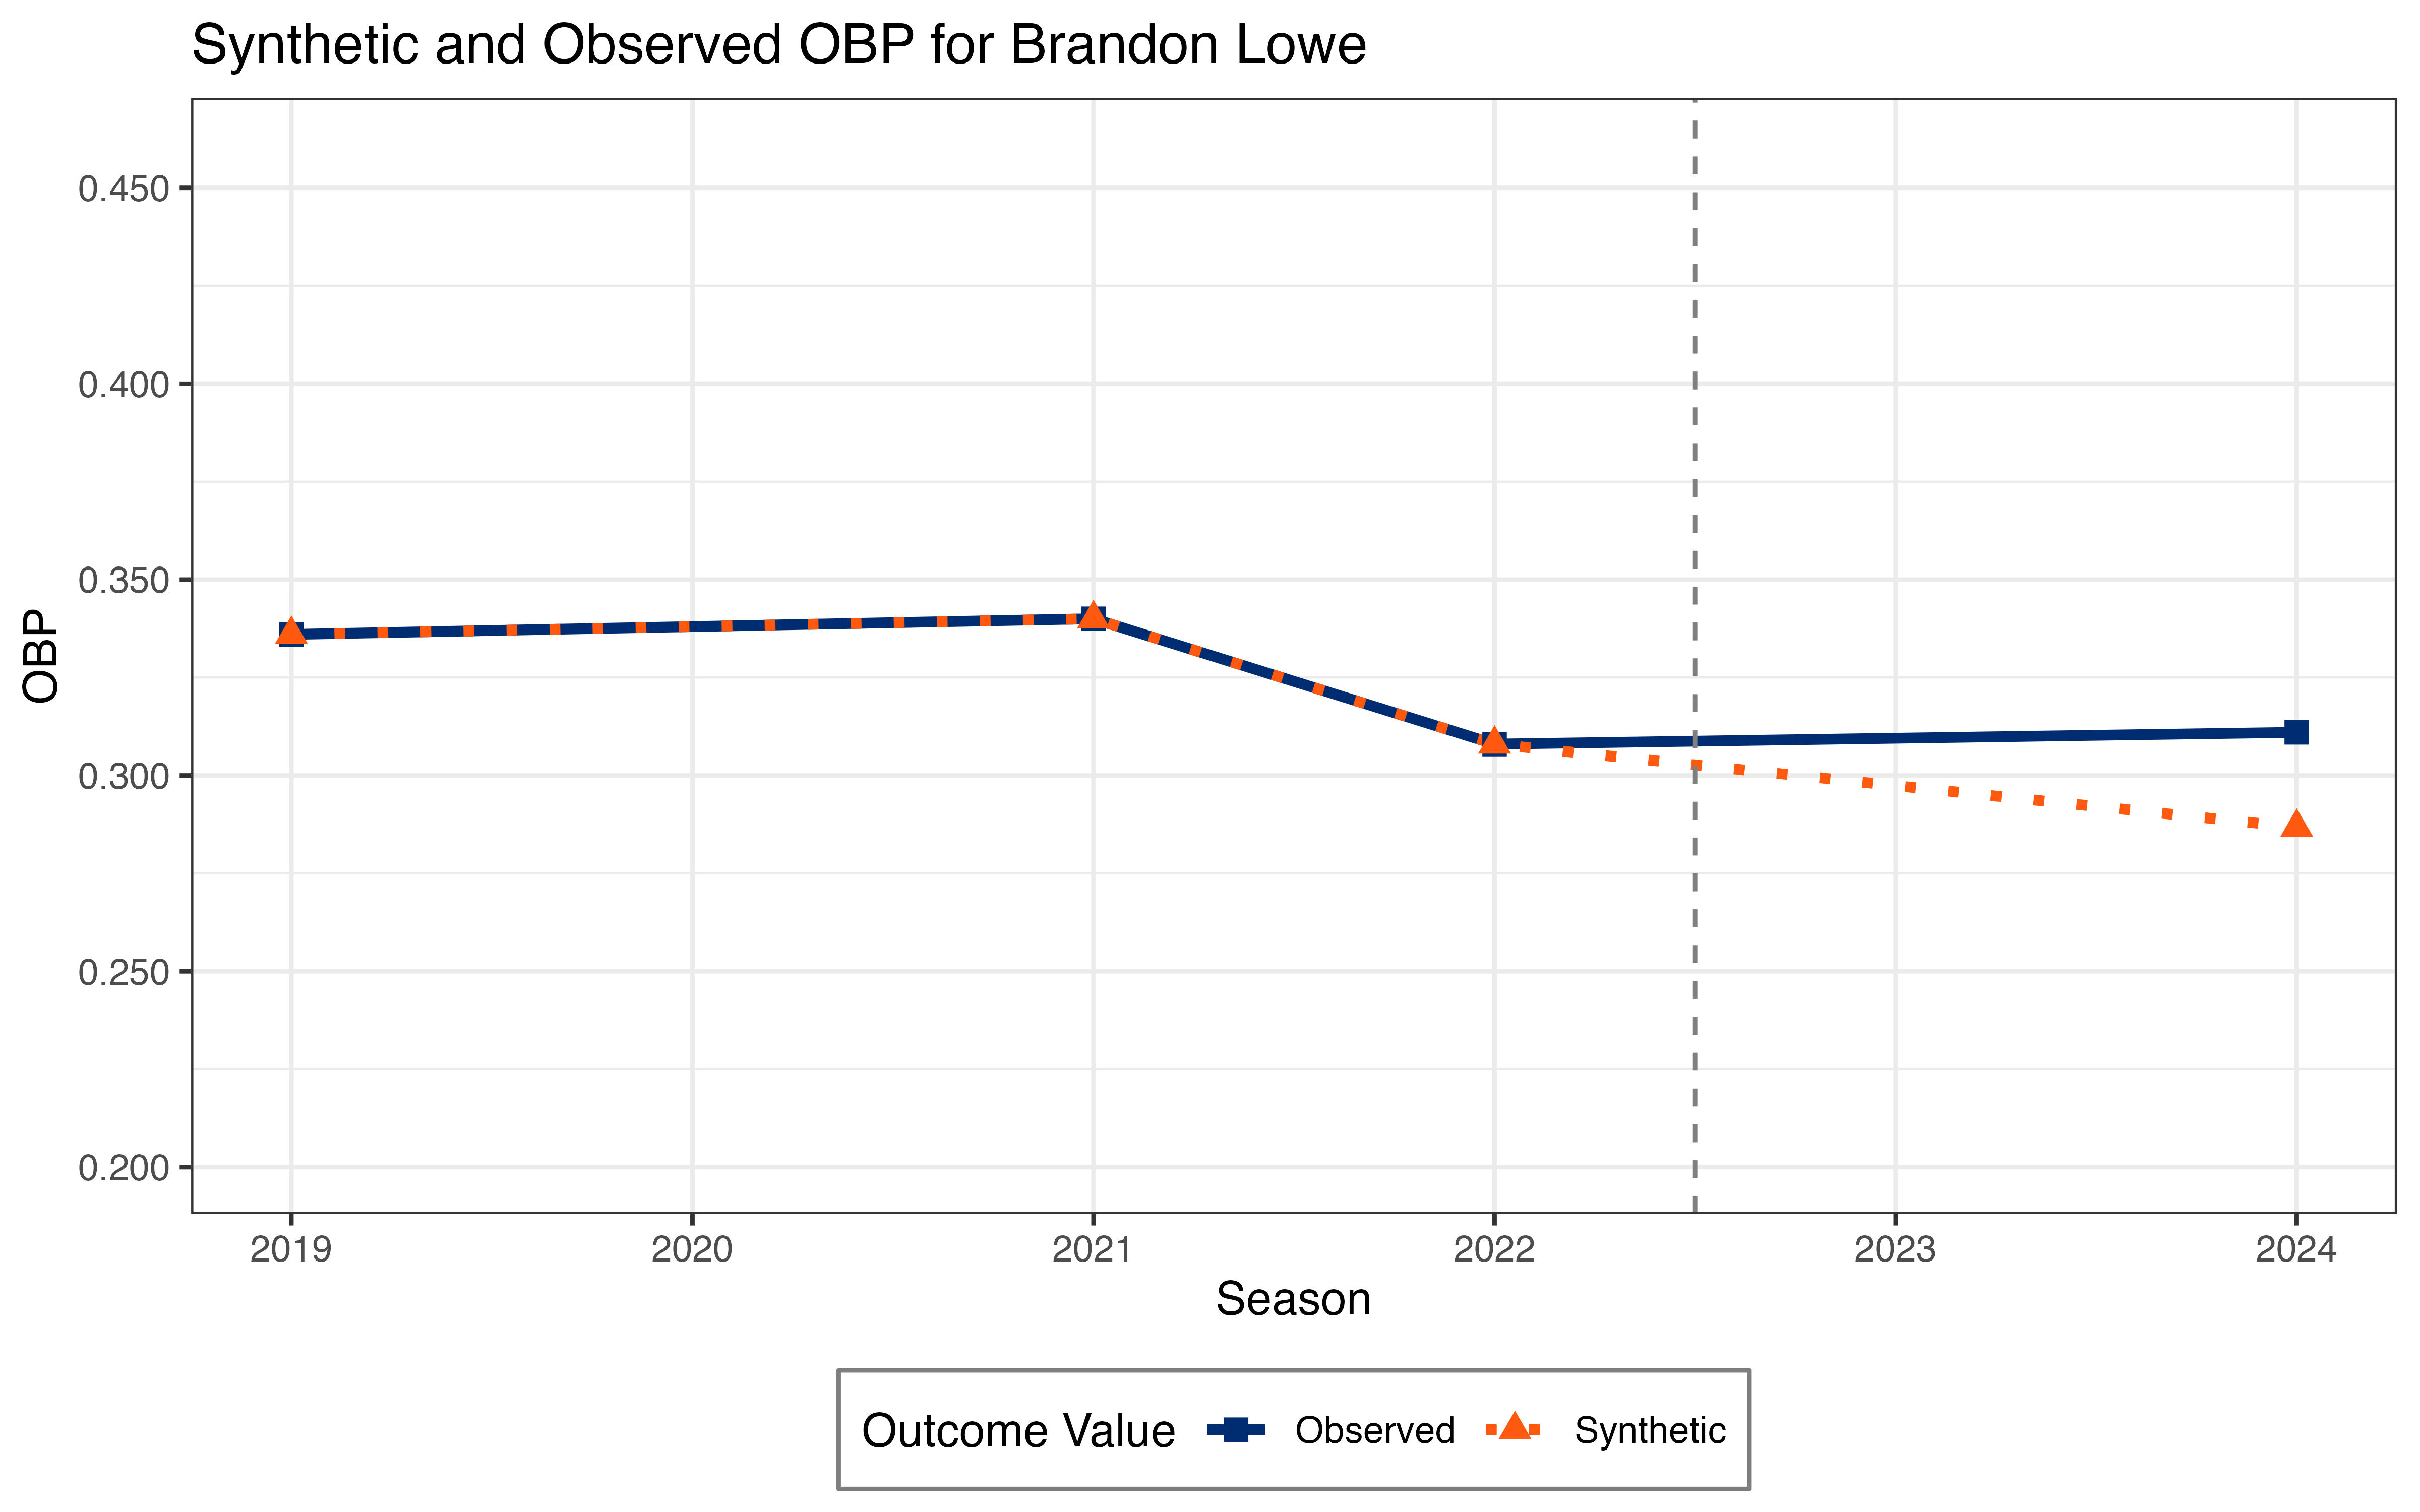 Synthetic and Observed OBP for Brandon Lowe
0.450
0.400
0.350
0.300
0.250
0.200
OBP
2019 2020 2021 2022 2023 2024
Season
Outcome Value Observed Synthetic